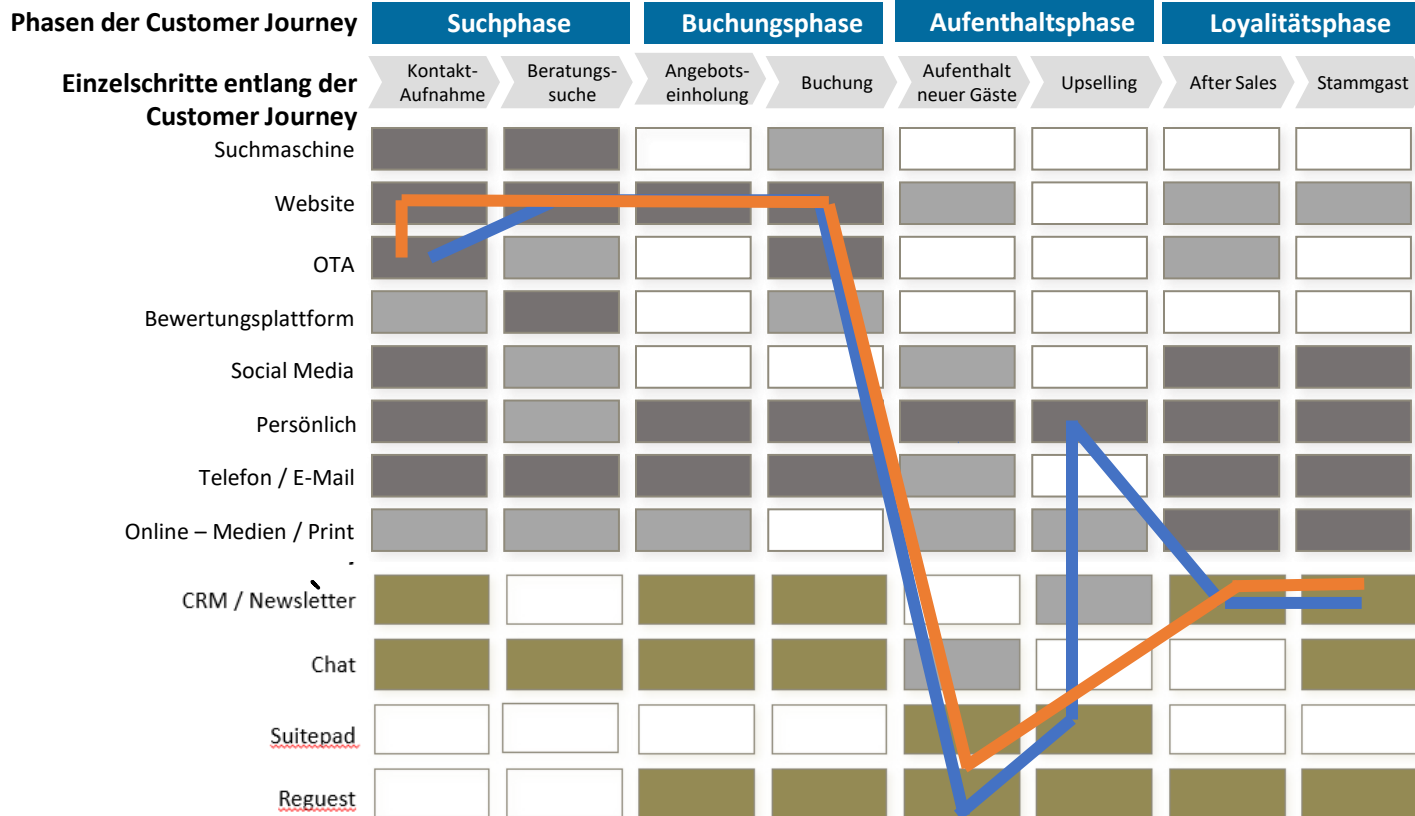 Phasen der Customer Journey
Suchphase
Buchungsphase
Aufenthaltsphase
Loyalitätsphase
Einzelschritte entlang der
Customer Journey
Kontakt-
Aufnahme
Beratungs-
suche
Angebots-
einholung
Buchung
Aufenthalt
neuer Gäste
Upselling
After Sales
Stammgast
Suchmaschine
Website
OTA
Bewertungsplattform
Social Media
Persönlich
Telefon / E-Mail
Online – Medien / Print
CRM / Newsletter
Chat
Suitepad
Reguest